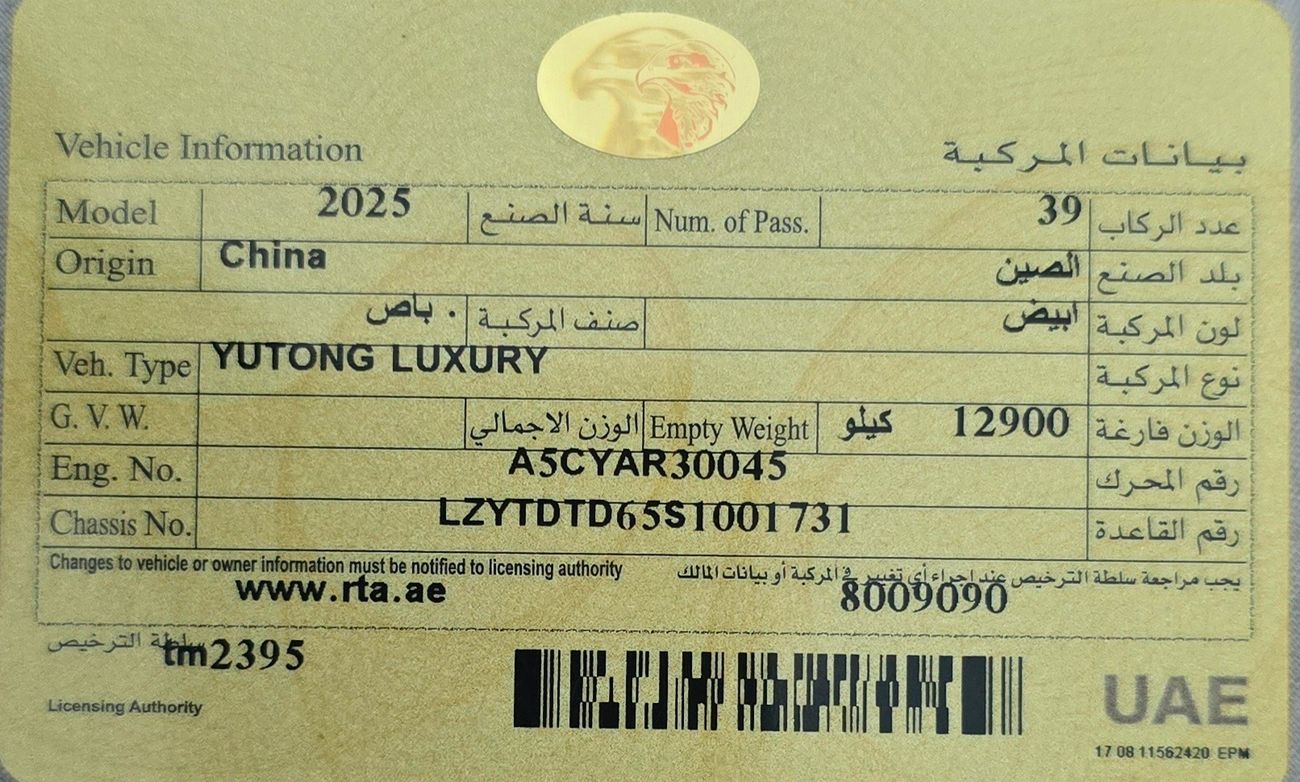 Vehicle Information بيانات المركبة
Model 2025 سنة الصنع Num. of Pass. 39 عدد الركاب
Origin China الصين بلد الصنع
باص . صنف المركبة ابيض لون المركبة
Veh. Type YUTONG LUXURY نوع المركبة
G. V. W. الوزن الاجمالي Empty Weight كيلو 12900 الوزن فارغة
Eng. No. A5CYAR30045 رقم المحرك
Chassis No. LZYTDTD65S1001731 رقم القاعدة
Changes to vehicle or owner information must be notified to licensing authority يجب مراجعة سلطة الترخيص عند اجراء أي تغيير في المركبة أو بيانات المالك
www.rta.ae 8009090
سلطة الترخيص tm2395
Licensing Authority
UAE
17 08 11562420 EPM